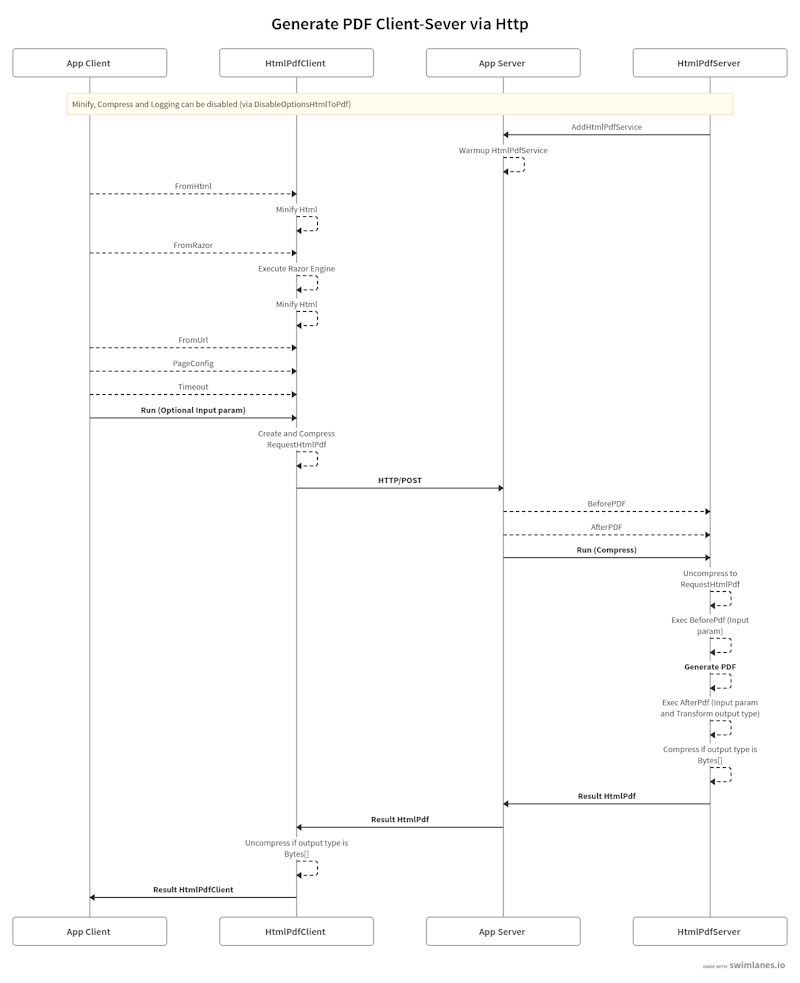 Generate PDF Client-Sever via Http
App Client
HtmlPdfClient
App Server
HtmlPdfServer
Minify, Compress and Logging can be disabled (via DisableOptionsHtmlToPdf)
AddHtmlPdfService
Warmup HtmlPdfService
FromHtml
Minify Html
FromRazor
Execute Razor Engine
Minify Html
FromUrl
PageConfig
Timeout
Run (Optional Input param)
Create and Compress
RequestHtmlPdf
HTTP/POST
BeforePDF
AfterPDF
Run (Compress)
Uncompress to
RequestHtmlPdf
Exec BeforePdf (Input
param)
Generate PDF
Exec AfterPdf (Input param
and Transform output type)
Compress if output type is
Bytes[]
Result HtmlPdf
Result HtmlPdf
Uncompress if output type is
Bytes[]
Result HtmlPdfClient
App Client
HtmlPdfClient
App Server
HtmlPdfServer
MADE WITH swimlanes.io